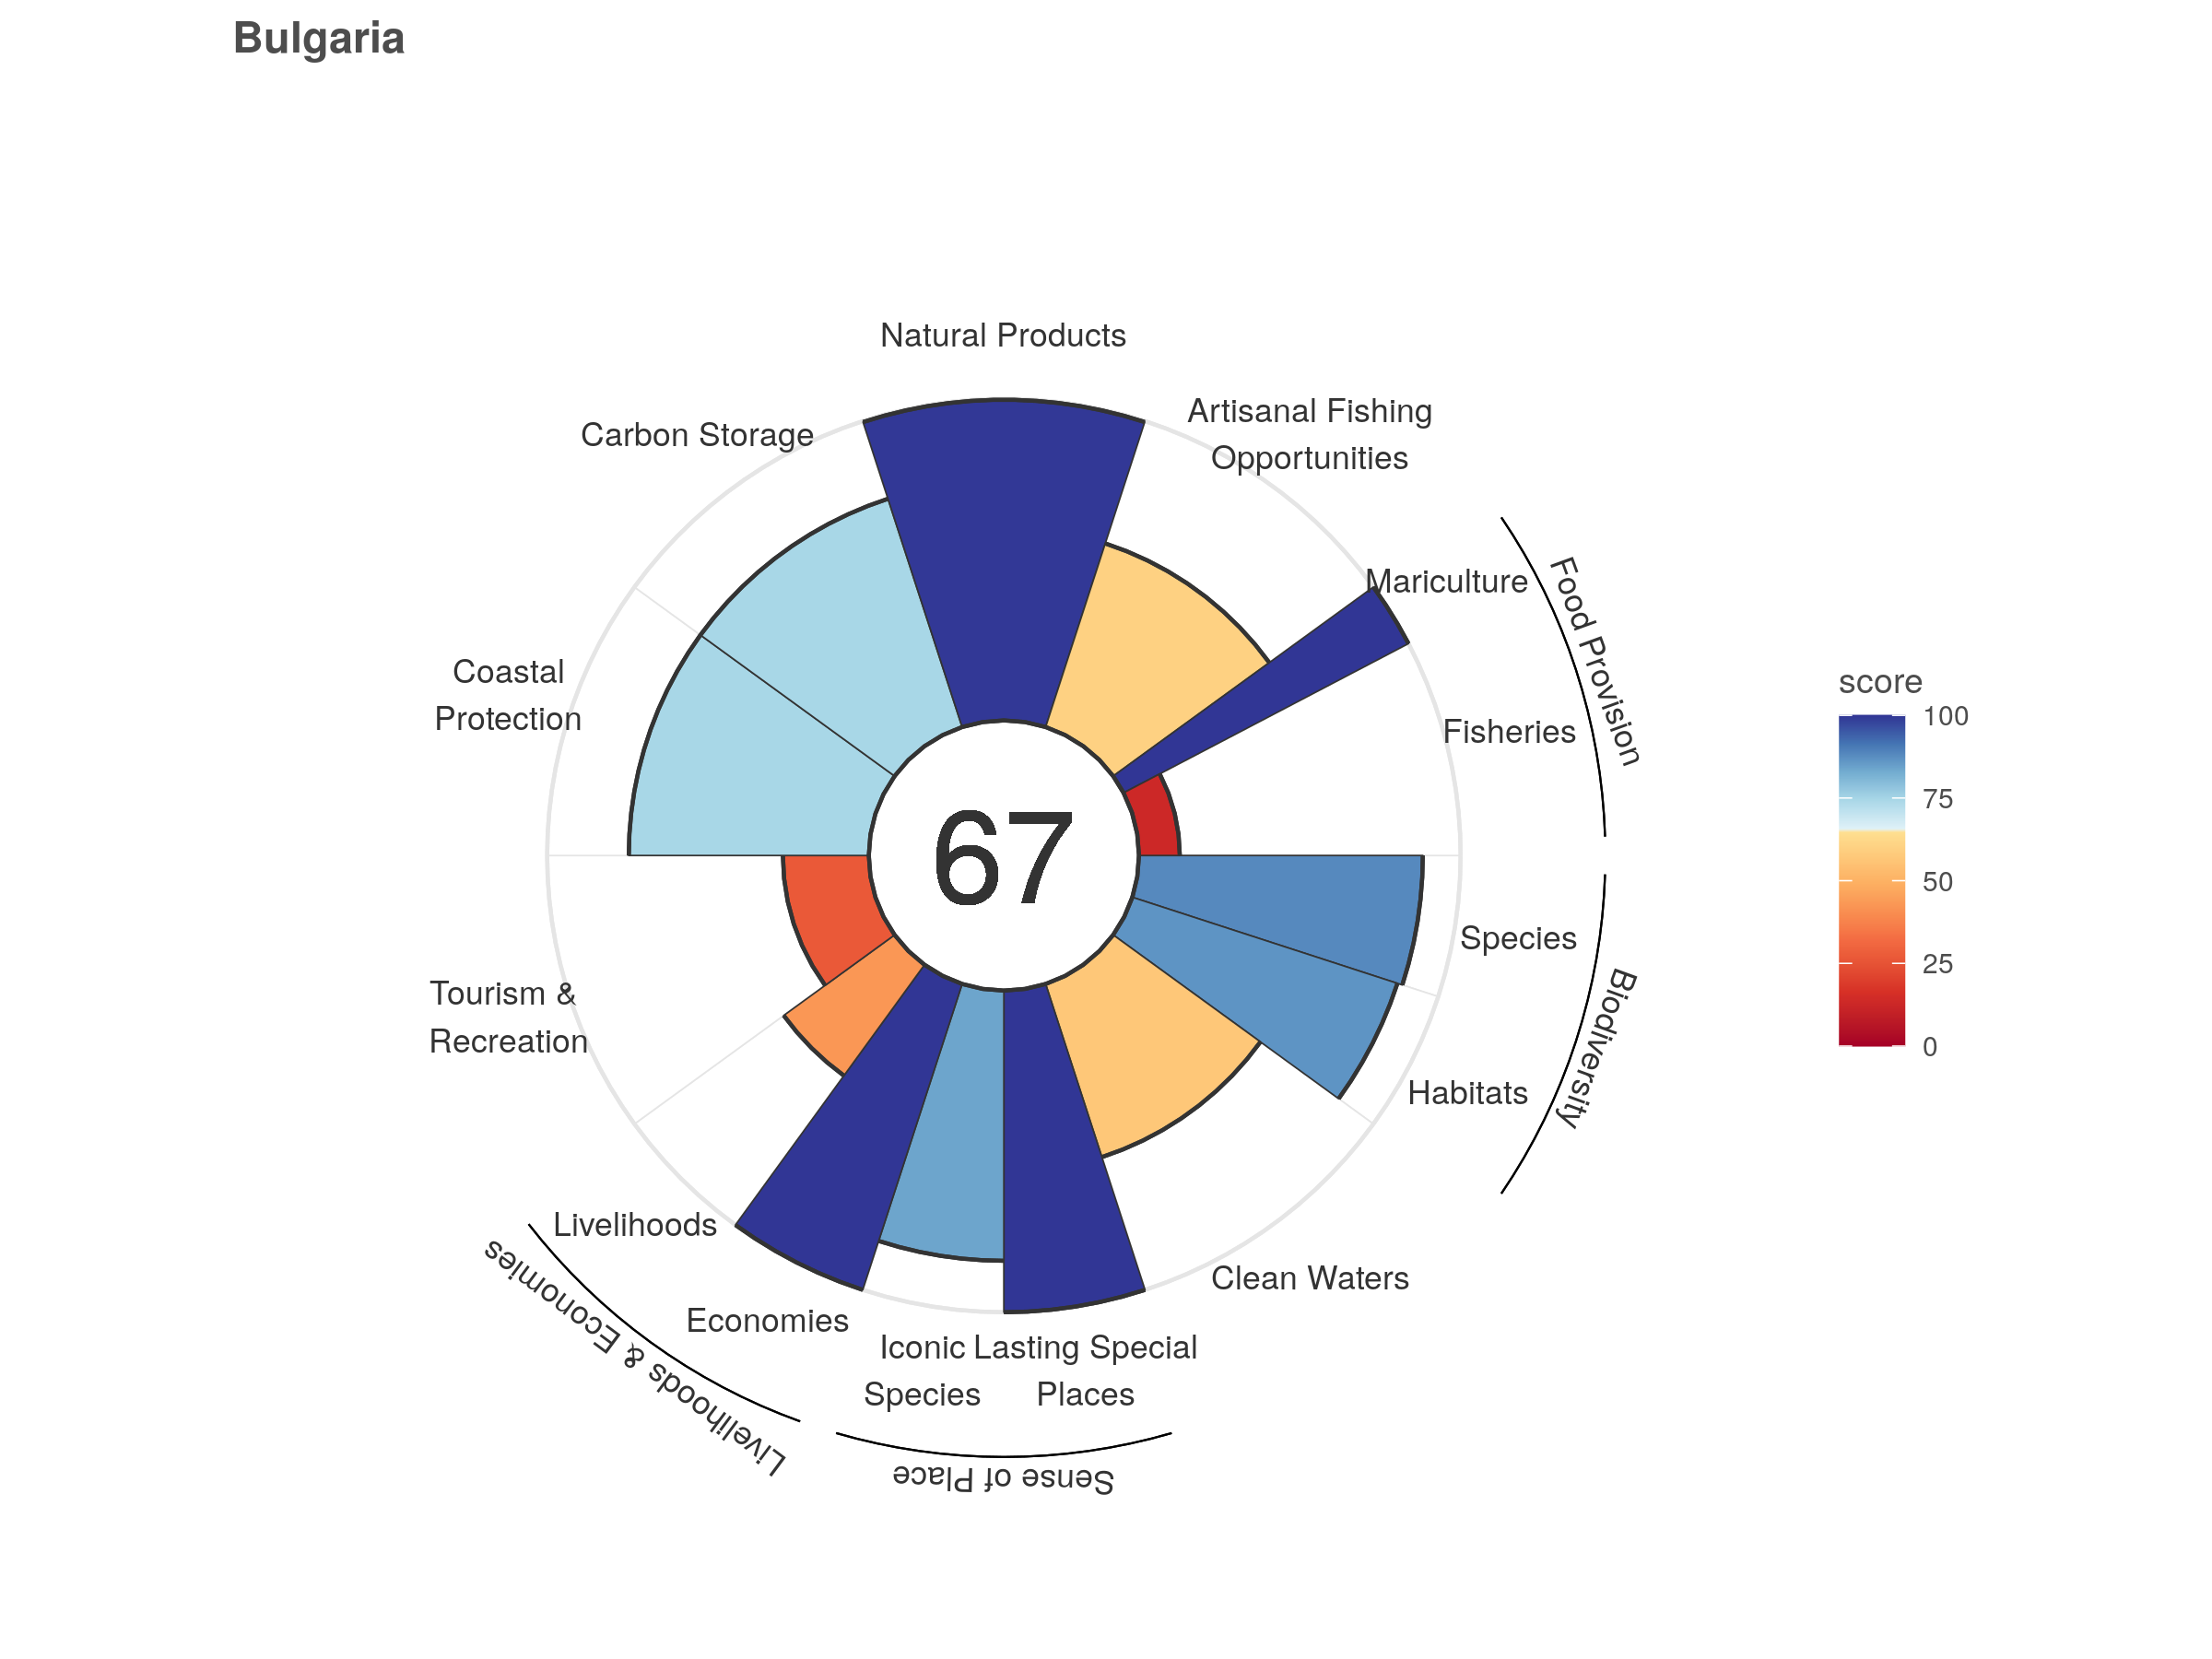 Bulgaria
Natural Products
Artisanal Fishing
Opportunities
Carbon Storage
Mariculture
Food Provision
Fisheries
Coastal
Protection
67
Species
Biodiversity
Habitats
Tourism &
Recreation
Livelihoods
Livelihoods & Economies
Economies
Clean Waters
Iconic
Species
Lasting Special
Places
Sense of Place
score
100
75
50
25
0